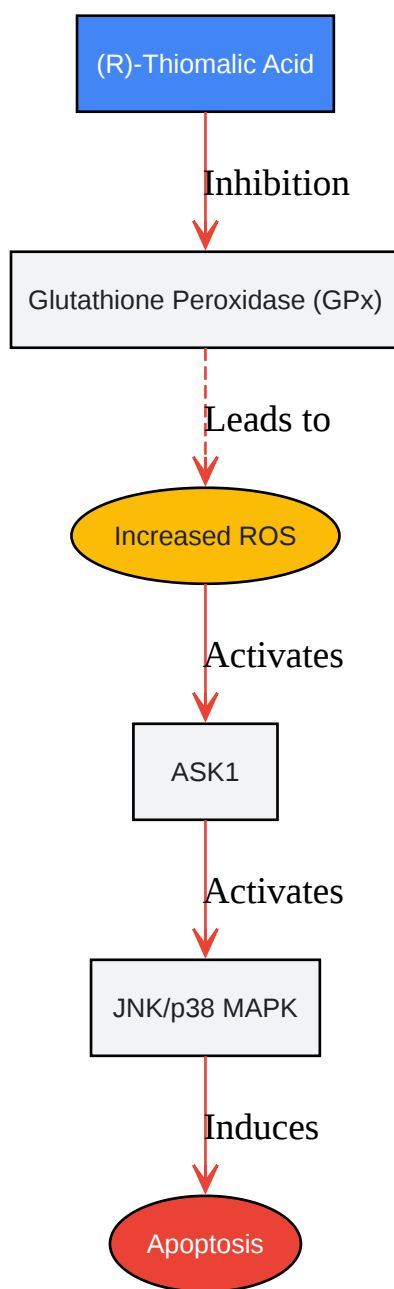 (R)-Thiomalic Acid
Inhibition
Glutathione Peroxidase (GPx)
Leads to
Increased ROS
Activates
ASK1
Activates
JNK/p38 MAPK
Induces
Apoptosis